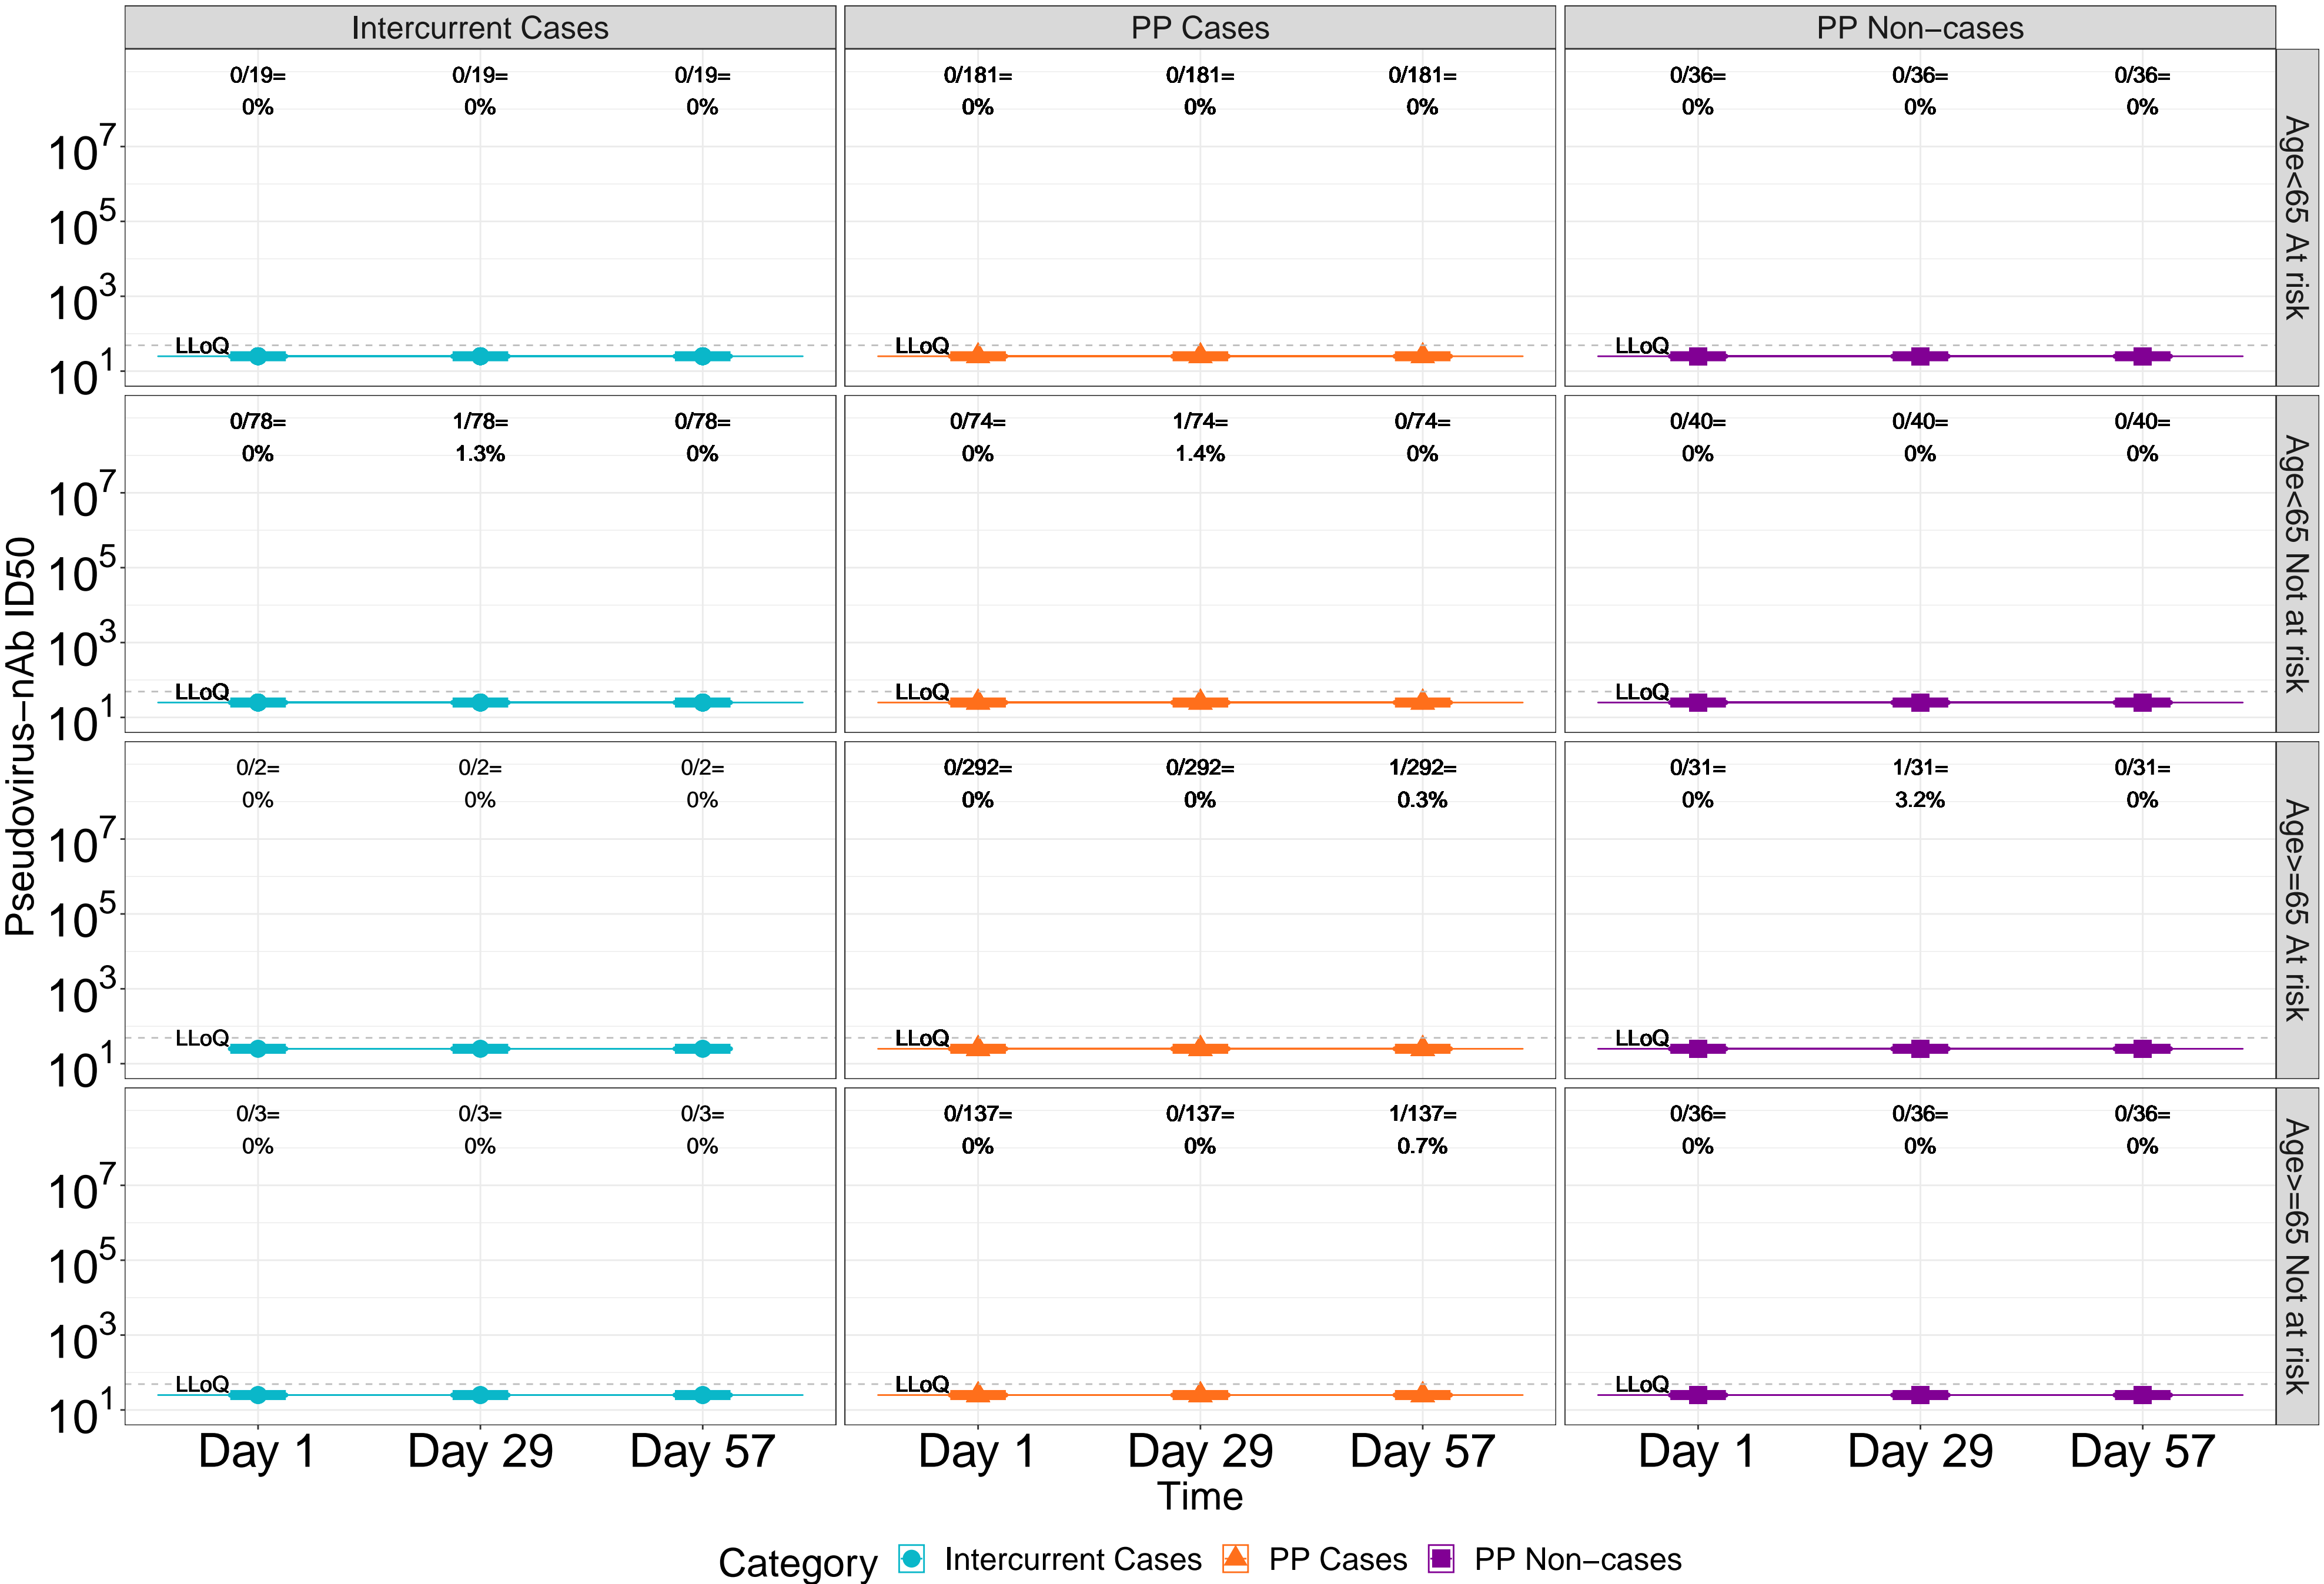 Intercurrent Cases
PP Cases
PP Non−cases
Pseudovirus−nAb ID50
0/19= 0/19= 0/19= 0/181= 0/181= 0/181= 0/36= 0/36= 0/36=
0% 0% 0% 0% 0% 0% 0% 0% 0%
10^7
10^5
10^3
10^1
LLoQ LLoQ LLoQ
Age<65 At risk
0/78= 1/78= 0/78= 0/74= 1/74= 0/74= 0/40= 0/40= 0/40=
0% 1.3% 0% 0% 1.4% 0% 0% 0% 0%
10^7
10^5
10^3
10^1
LLoQ LLoQ LLoQ
Age<65 Not at risk
0/2= 0/2= 0/2= 0/292= 0/292= 1/292= 0/31= 1/31= 0/31=
0% 0% 0% 0% 0% 0.3% 0% 3.2% 0%
10^7
10^5
10^3
10^1
LLoQ LLoQ LLoQ
Age>=65 At risk
0/3= 0/3= 0/3= 0/137= 0/137= 1/137= 0/36= 0/36= 0/36=
0% 0% 0% 0% 0% 0.7% 0% 0% 0%
10^7
10^5
10^3
10^1
LLoQ LLoQ LLoQ
Age>=65 Not at risk
Day 1 Day 29 Day 57 Day 1 Day 29 Day 57 Day 1 Day 29 Day 57
Time
Category Intercurrent Cases PP Cases PP Non−cases